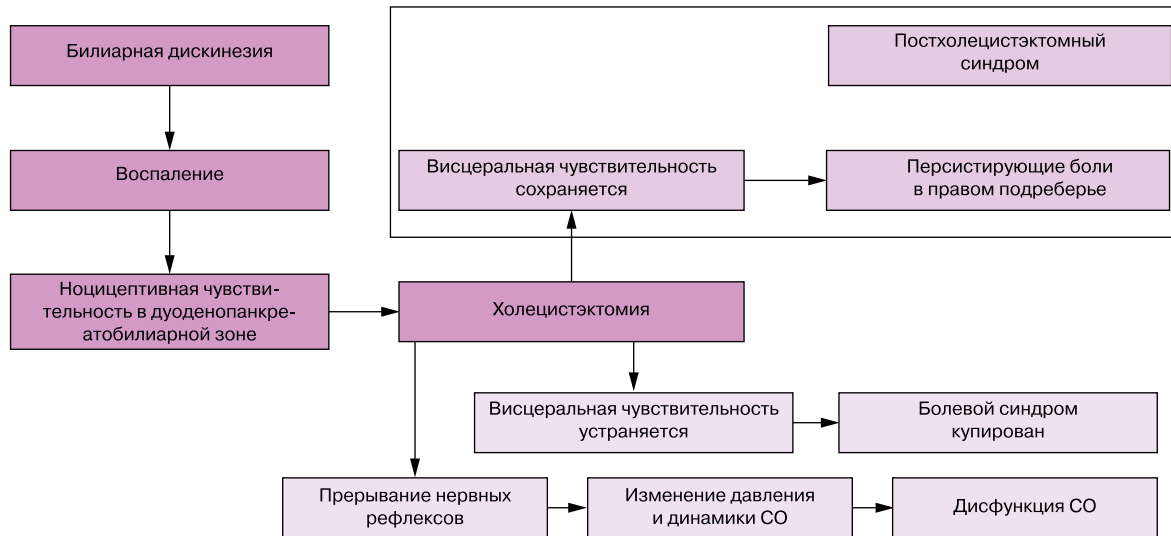 Билиарная дискинезия
Постхолецистэктомный
синдром
Воспаление
Висцеральная чувствительность
сохраняется
Персистирующие боли
в правом подреберье
Ноцицептивная чувстви-
тельность в дуоденопанкре-
атобилиарной зоне
Холецистэктомия
Висцеральная чувствительность
устраняется
Болевой синдром
купирован
Прерывание нервных
рефлексов
Изменение давления
и динамики СО
Дисфункция СО